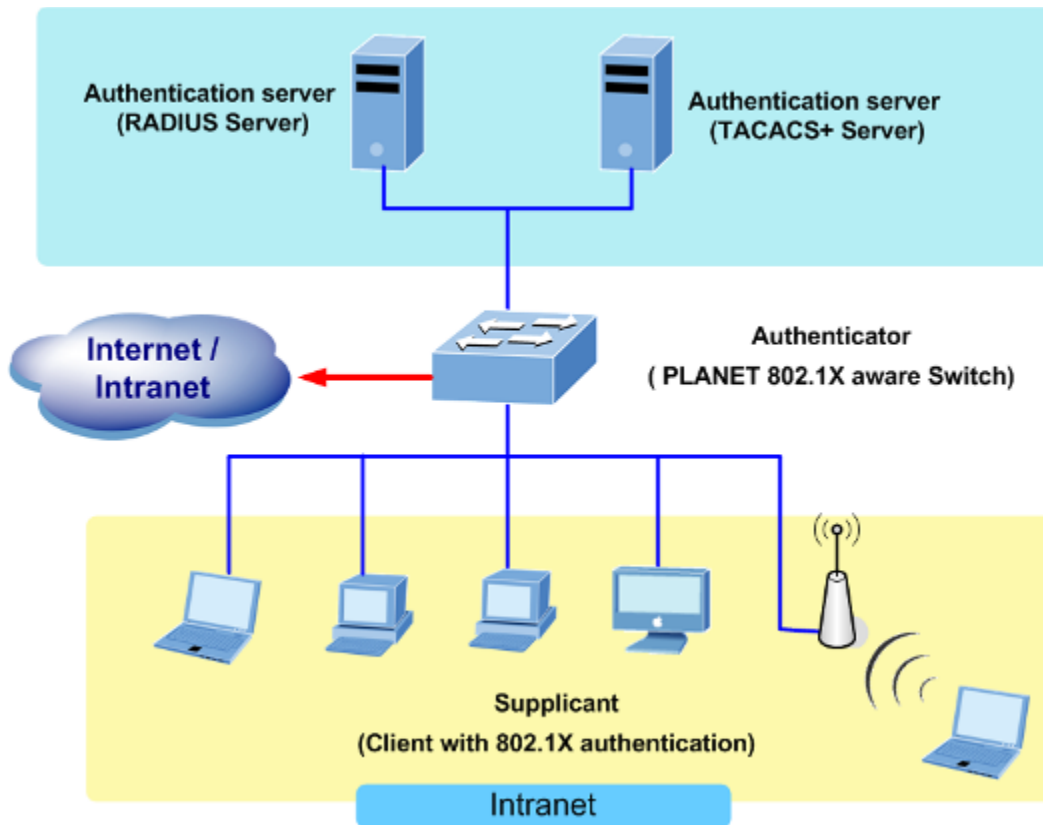 Authentication server
(RADIUS Server)
Authentication server
(TACACS+ Server)
Internet /
Intranet
Authenticator
( PLANET 802.1X aware Switch)
Supplicant
(Client with 802.1X authentication)
Intranet